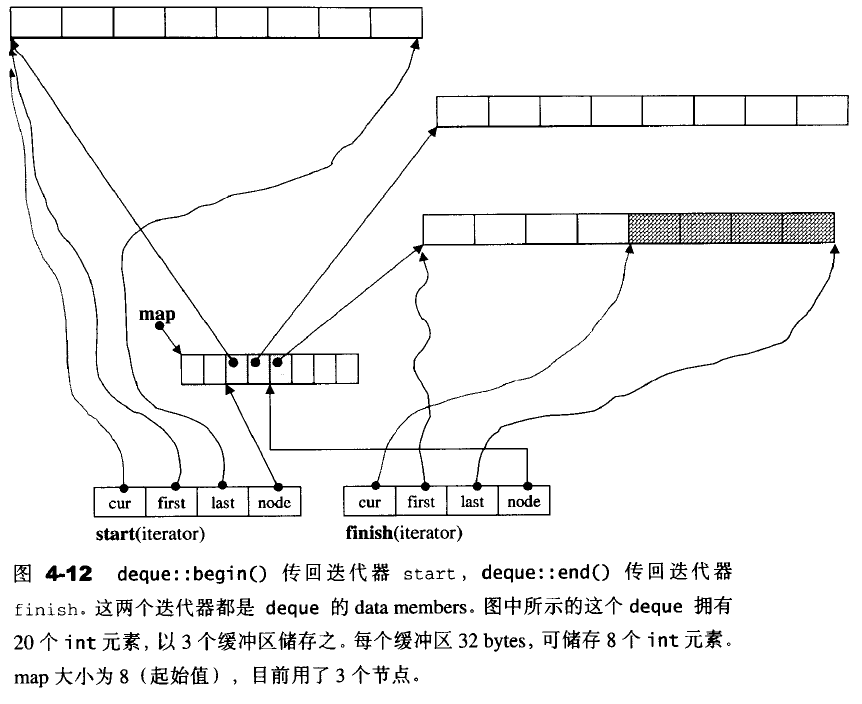 map
cur first last node
start(iterator)
cur first last node
finish(iterator)
图 4-12 deque::begin() 传回迭代器 start, deque::end() 传回迭代器
finish。这两个迭代器都是 deque 的 data members。图中所示的这个 deque 拥有
20 个 int 元素, 以 3 个缓冲区储存之。每个缓冲区 32 bytes, 可储存 8 个 int 元素。
map 大小为 8（起始值）, 目前用了 3 个节点。